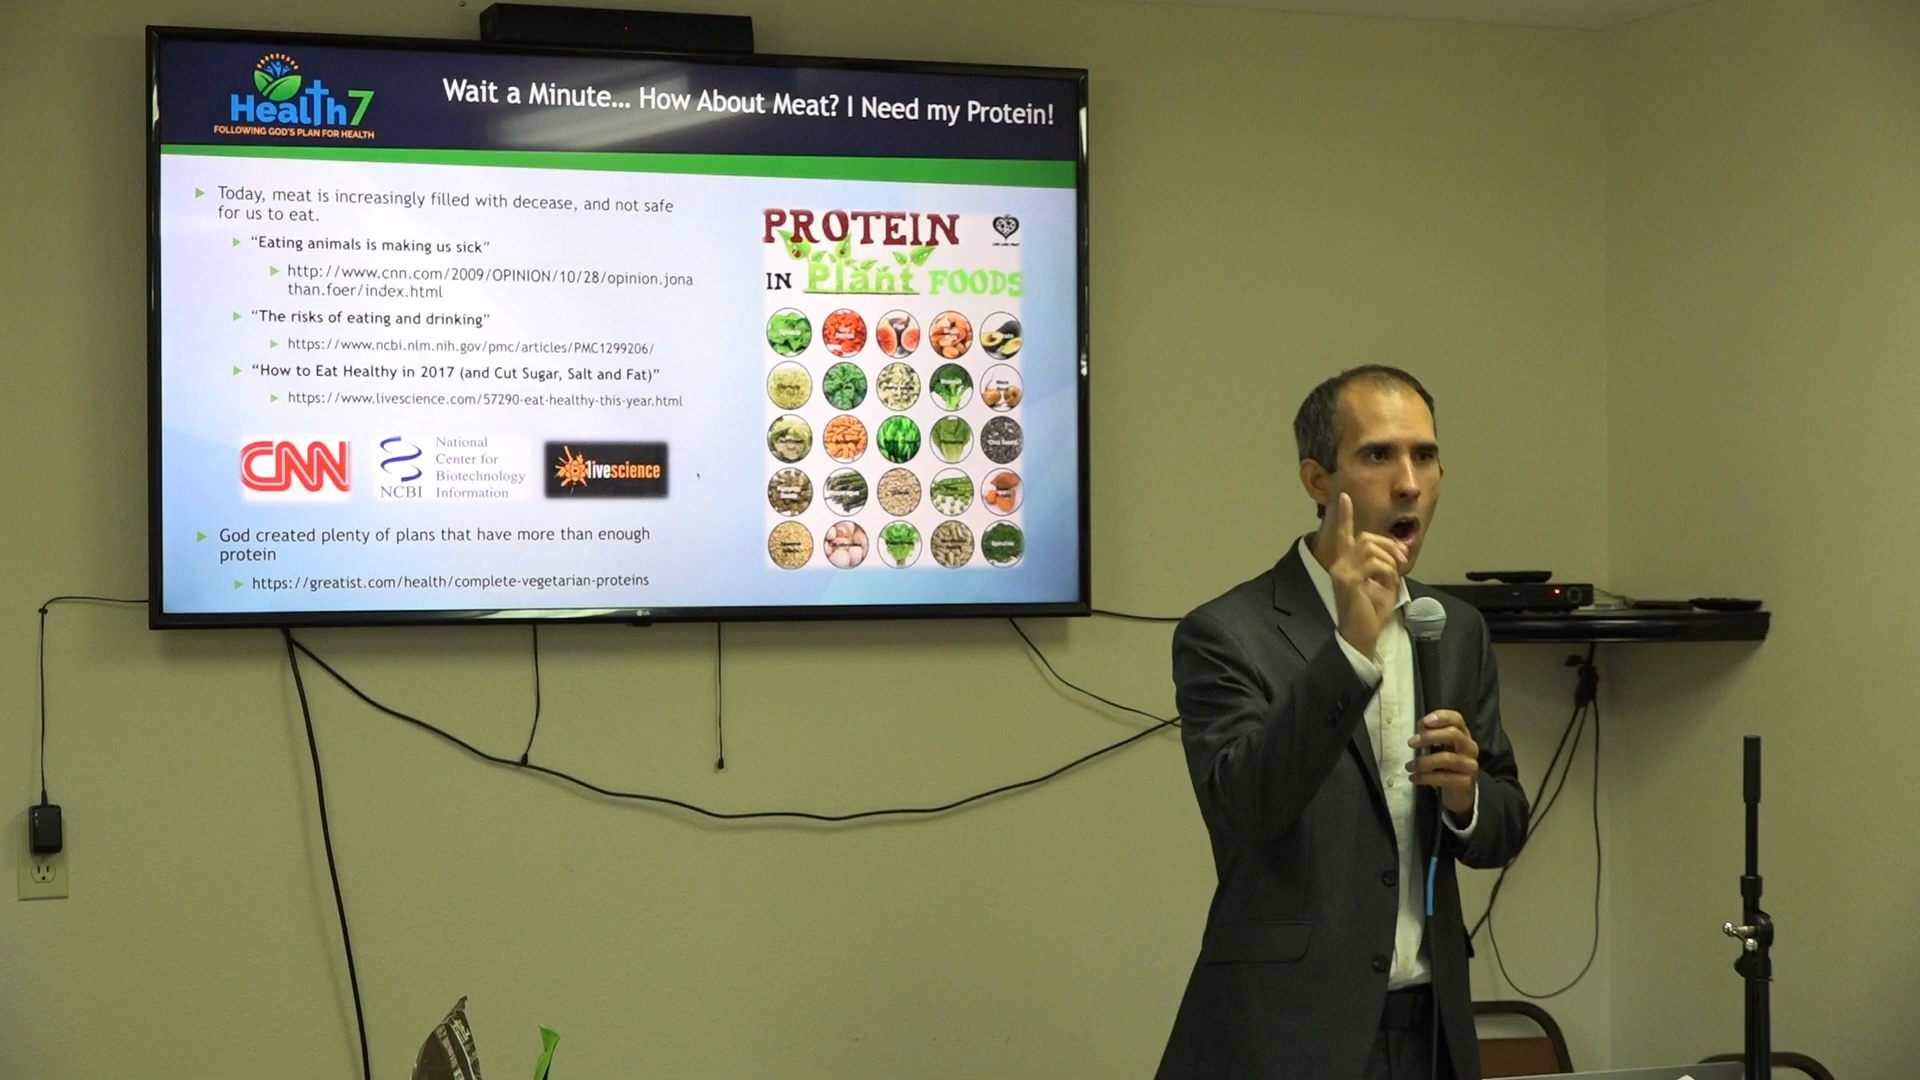 Health7
FOLLOWING GOD'S PLAN FOR HEALTH
Wait a Minute... How About Meat? I Need my Protein!
Today, meat is increasingly filled with decease, and not safe
for us to eat.
"Eating animals is making us sick"
http://www.cnn.com/2009/OPINION/10/28/opinion.jona
than.foer/index.html
"The risks of eating and drinking"
https://www.ncbi.nlm.nih.gov/pmc/articles/PMC1299206/
"How to Eat Healthy in 2017 (and Cut Sugar, Salt and Fat)"
https://www.livescience.com/57290-eat-healthy-this-year.html
CNN
NCBI
National
Center for
Biotechnology
Information
livescience
God created plenty of plans that have more than enough
protein
https://greatist.com/health/complete-vegetarian-proteins
PROTEIN
IN Plant FOODS
LG